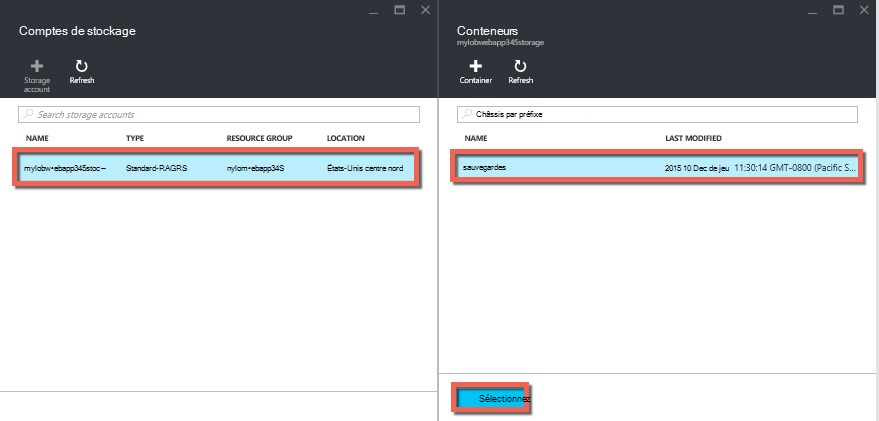 Comptes de stockage
Storage account
Refresh
Search storage accounts
NAME TYPE RESOURCE GROUP LOCATION
mylobw•ebapp345stoc— Standard-RAGRS nylom•ebapp34S États-Unis centre nord
Conteneurs
mylobwebapp345storage
Container Refresh
Châssis par préfixe
NAME LAST MODIFIED
sauvegardes 2015 10 Dec de jeu 11:30:14 GMT-0800 (Pacific S...
Sélectionnez